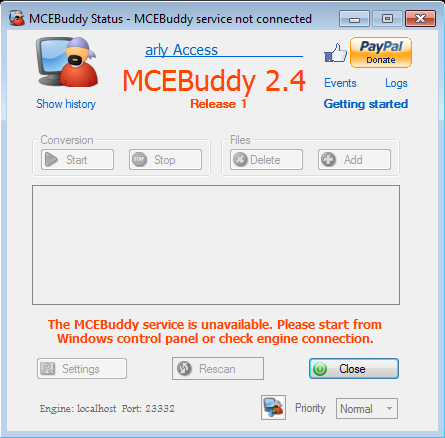 MCEBuddy Status - MCEBuddy service not connected
arly Access
PayPal
Donate
MCEBuddy 2.4
Events Logs
Show history
Release 1
Getting started
Conversion Files
Start STOP Stop Delete Add
The MCEBuddy service is unavailable. Please start from
Windows control panel or check engine connection.
Settings Rescan Close
Engine: localhost Port: 23332 Priority Normal